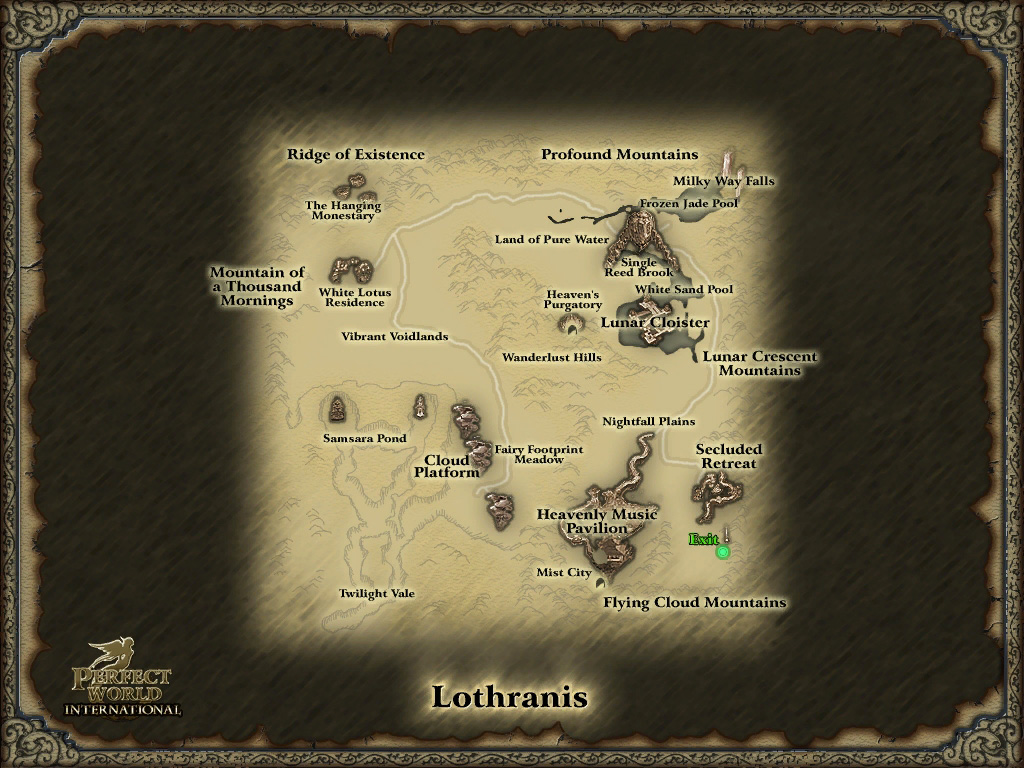 Ridge of Existence
Profound Mountains
Milky Way Falls
The Hanging
Monestary
Frozen Jade Pool
Land of Pure Water
Single
Reed Brook
Mountain of
a Thousand
Mornings
White Lotus
Residence
White Sand Pool
Heaven's
Purgatory
Lunar Cloister
Vibrant Voidlands
Wanderlust Hills
Lunar Crescent
Mountains
Nightfall Plains
Samsara Pond
Fairy Footprint
Meadow
Cloud
Platform
Secluded
Retreat
Heavenly Music
Pavilion
Exit
Mist City
Twilight Vale
Flying Cloud Mountains
Perfect
World
International
Lothranis